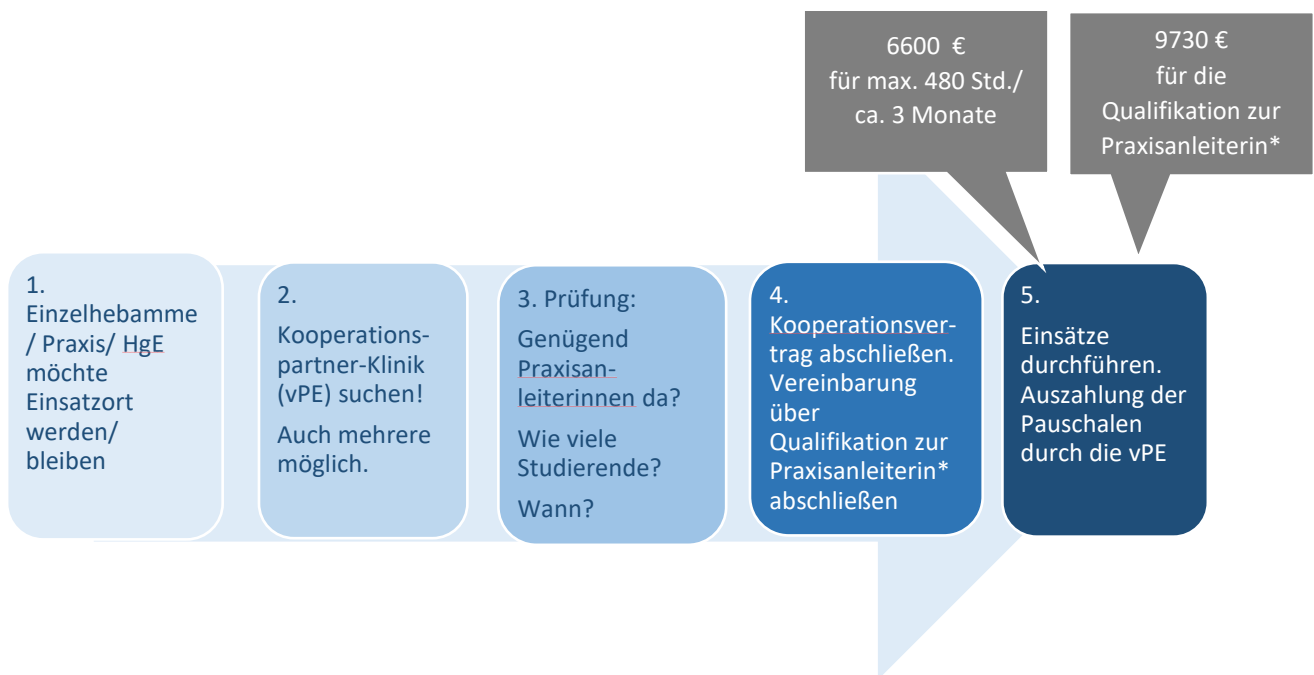 6600 €
für max. 480 Std./
ca. 3 Monate
9730 €
für die
Qualifikation zur
Praxisanleiterin*
1.
Einzelhebamme
/ Praxis/ HgE
möchte
Einsatzort
werden/
bleiben
2.
Kooperations-
partner-Klinik
(vPE) suchen!
Auch mehrere
möglich.
3. Prüfung:
Genügend
Praxisan-
leiterinnen da?
Wie viele
Studierende?
Wann?
4.
Kooperationsver-
trag abschließen.
Vereinbarung
über
Qualifikation zur
Praxisanleiterin*
abschließen
5.
Einsätze
durchführen.
Auszahlung der
Pauschalen
durch die vPE